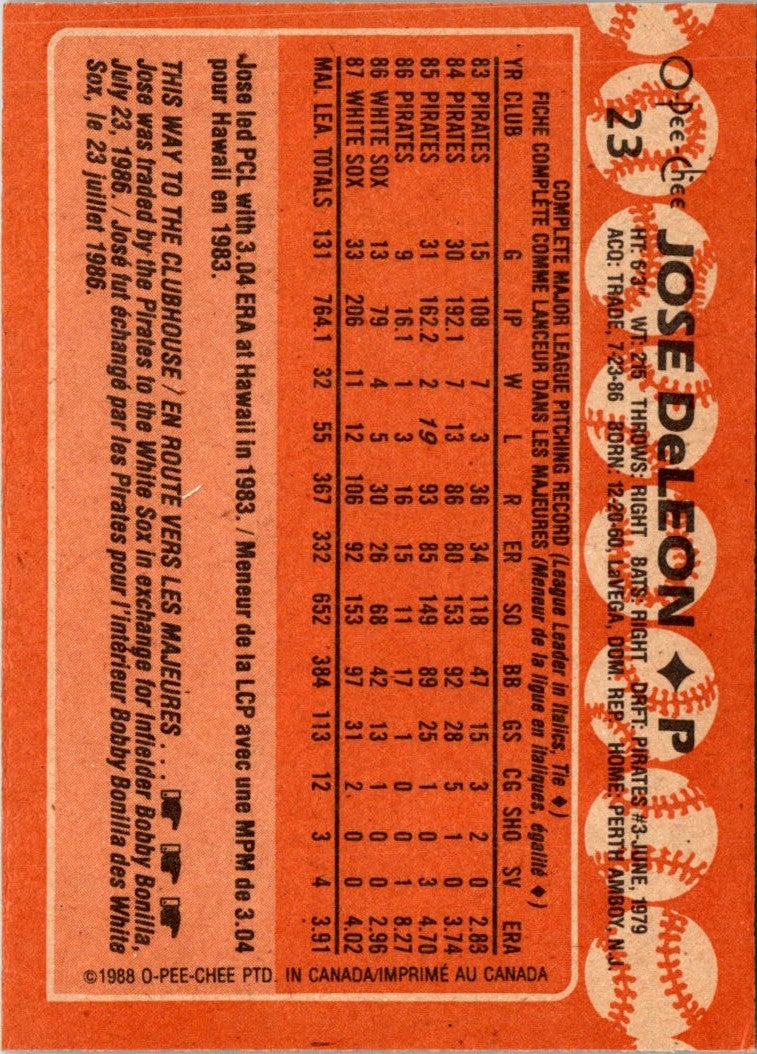 O-Pee-Chee
23 JOSE DeLEON ◆ P
HT: 6'3" WT: 215 THROWS: RIGHT BATS: RIGHT DRFT: PIRATES #3-JUNE, 1979
ACQ: TRADE, 7-23-86 BORN: 12-20-60, LaVEGA, DOM. REP. HOME: PERTH AMBOY, N.J.
COMPLETE MAJOR LEAGUE PITCHING RECORD (League Leader in Italics, Tie ◆)
FICHE COMPLÈTE COMME LANCEUR DANS LES MAJEURES (Meneur de la ligue en italiques, égalité ◆)
YR CLUB G IP W L R ER SO BB GS CG SHO SV ERA
83 PIRATES 15 108 7 3 36 34 118 47 15 3 2 0 2.83
84 PIRATES 30 192.1 7 13 86 80 153 92 28 5 1 0 3.74
85 PIRATES 31 162.2 2 19 93 85 149 89 25 1 0 3 4.70
86 PIRATES 9 16.1 1 3 16 15 11 17 1 0 0 1 8.27
86 WHITE SOX 13 79 4 5 30 26 68 42 13 1 0 0 2.96
87 WHITE SOX 33 206 11 12 106 92 153 97 31 2 0 0 4.02
MAJ. LEA. TOTALS 131 764.1 32 55 367 332 652 384 113 12 3 4 3.91
Jose led PCL with 3.04 ERA at Hawaii in 1983. / Meneur de la LCP avec une MPM de 3.04
pour Hawaii en 1983.
THIS WAY TO THE CLUBHOUSE / EN ROUTE VERS LES MAJEURES . . .
Jose was traded by the Pirates to the White Sox in exchange for Infielder Bobby Bonilla,
July 23, 1986. / José fut échangé par les Pirates pour l'intérieur Bobby Bonilla des White
Sox, le 23 juillet 1986.
©1988 O-PEE-CHEE PTD. IN CANADA/IMPRIMÉ AU CANADA